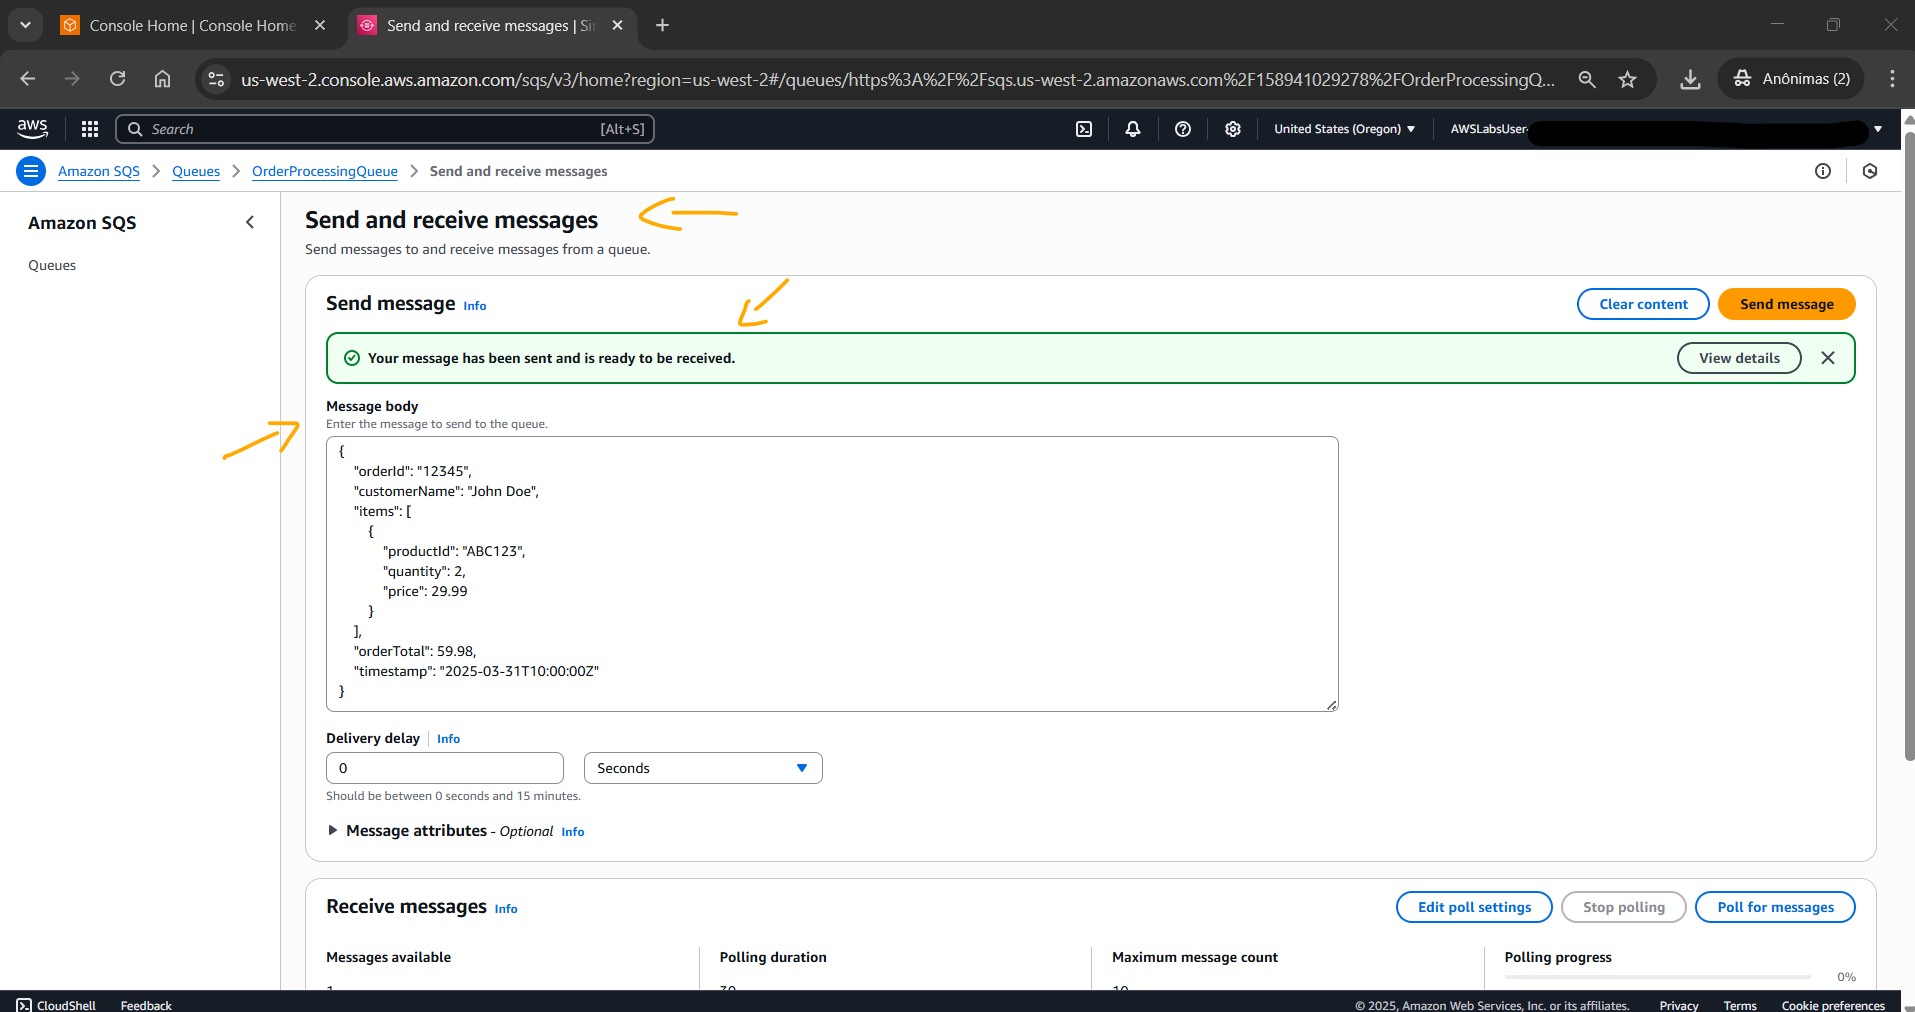 Console Home | Console Home
Send and receive messages | Sir
us-west-2.console.aws.amazon.com/sqs/v3/home?region=us-west-2#/queues/https%3A%2F%2Fsqs.us-west-2.amazonaws.com%2F158941029278%2FOrderProcessingQ...
Anônimas (2)
aws
Search
[Alt+S]
United States (Oregon)
AWSLabsUser-
Amazon SQS
Queues
OrderProcessingQueue
Send and receive messages
Amazon SQS
Queues
Send and receive messages
Send messages to and receive messages from a queue.
Send message Info
Clear content
Send message
Your message has been sent and is ready to be received.
View details
Message body
Enter the message to send to the queue.
{
"orderId": "12345",
"customerName": "John Doe",
"items": [
{
"productId": "ABC123",
"quantity": 2,
"price": 29.99
}
],
"orderTotal": 59.98,
"timestamp": "2025-03-31T10:00:00Z"
}
Delivery delay Info
0
Seconds
Should be between 0 seconds and 15 minutes.
Message attributes - Optional Info
Receive messages Info
Edit poll settings
Stop polling
Poll for messages
Messages available
Polling duration
Maximum message count
Polling progress
0%
CloudShell
Feedback
© 2025, Amazon Web Services, Inc. or its affiliates.
Privacy
Terms
Cookie preferences